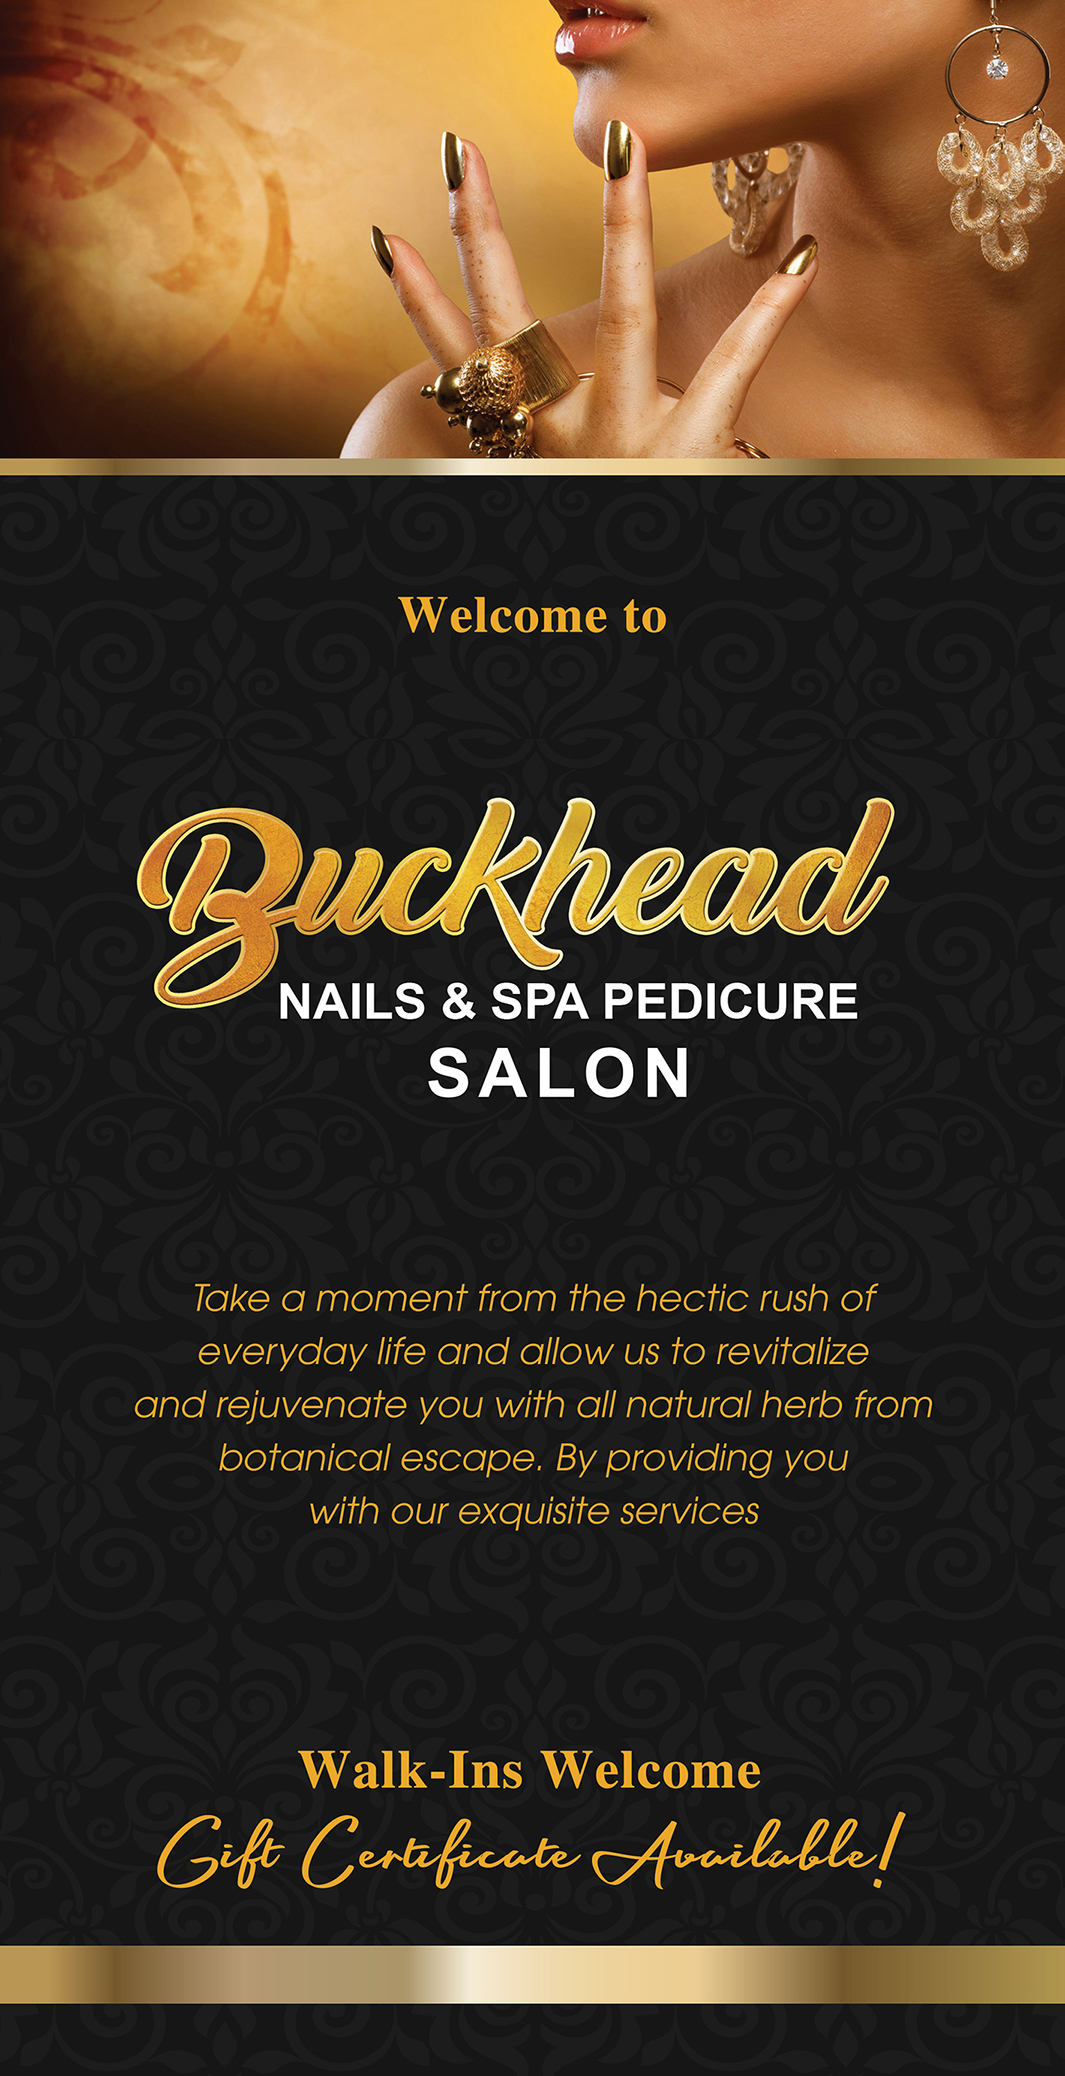 Welcome to
Buckhead
NAILS & SPA PEDICURE
SALON
Take a moment from the hectic rush of
everyday life and allow us to revitalize
and rejuvenate you with all natural herb from
botanical escape. By providing you
with our exquisite services
Walk-Ins Welcome
Gift Certificate Available!